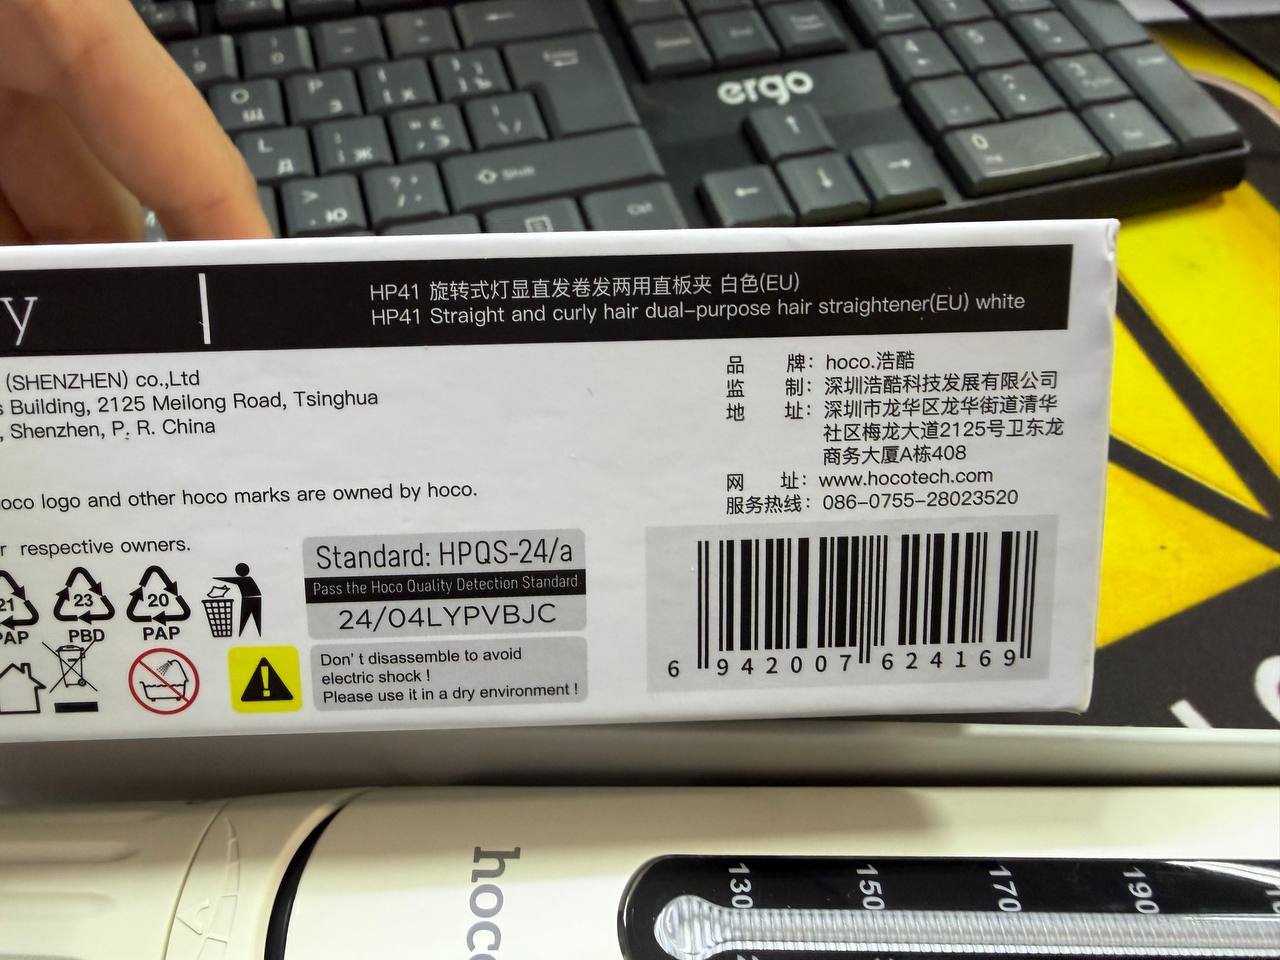 ergo
Shift
Ctrl
y
HP41 旋转式灯显直发卷发两用直板夹 白色(EU)
HP41 Straight and curly hair dual-purpose hair straightener(EU) white
(SHENZHEN) co.,Ltd
s Building, 2125 Meilong Road, Tsinghua
, Shenzhen, P. R. China
oco logo and other hoco marks are owned by hoco.
r respective owners.
品 牌: hoco.浩酷
监 制: 深圳浩酷科技发展有限公司
地 址: 深圳市龙华区龙华街道清华
社区梅龙大道2125号卫东龙
商务大厦A栋408
网 址: www.hocotech.com
服务热线: 086-0755-28023520
21 23 20
PAP PBD PAP
Standard: HPQS-24/a
Pass the Hoco Quality Detection Standard
24/04LYPVBJC
Don't disassemble to avoid
electric shock !
Please use it in a dry environment !
6 942007 624169
hoco
130 150 170 190